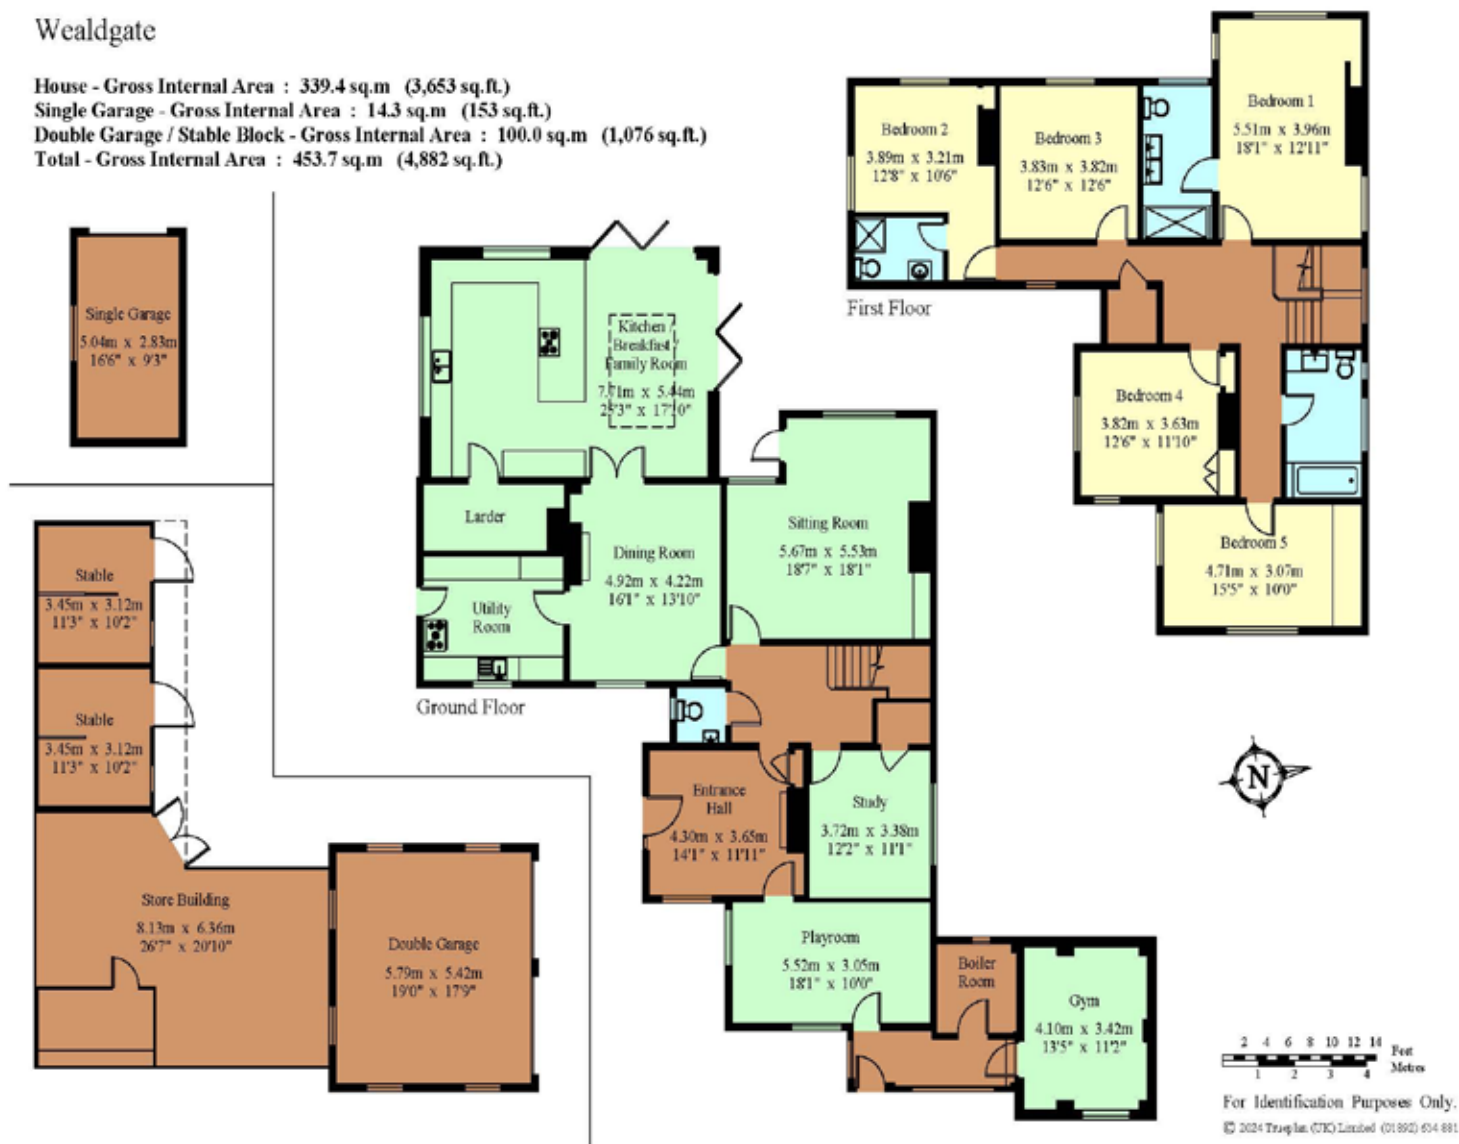 Wealdgate
House - Gross Internal Area : 339.4 sq.m (3,653 sq.ft.)
Single Garage - Gross Internal Area : 14.3 sq.m (153 sq.ft.)
Double Garage / Stable Block - Gross Internal Area : 100.0 sq.m (1,076 sq.ft.)
Total - Gross Internal Area : 453.7 sq.m (4,882 sq.ft.)
Single Garage
5.04m x 2.83m
16'6" x 9'3"
Stable
3.45m x 3.12m
11'3" x 10'2"
Stable
3.45m x 3.12m
11'3" x 10'2"
Store Building
8.13m x 6.36m
26'7" x 20'10"
Double Garage
5.79m x 5.42m
19'0" x 17'9"
Kitchen /
Breakfast /
Family Room
7.71m x 5.44m
25'3" x 17'10"
Larder
Utility
Room
Dining Room
4.92m x 4.22m
16'1" x 13'10"
Sitting Room
5.67m x 5.53m
18'7" x 18'1"
Ground Floor
Entrance
Hall
4.30m x 3.65m
14'1" x 11'11"
Study
3.72m x 3.38m
12'2" x 11'1"
Playroom
5.52m x 3.05m
18'1" x 10'0"
Boiler
Room
Gym
4.10m x 3.42m
13'5" x 11'2"
Bedroom 1
5.51m x 3.96m
18'1" x 12'11"
Bedroom 2
3.89m x 3.21m
12'8" x 10'6"
Bedroom 3
3.83m x 3.82m
12'6" x 12'6"
First Floor
Bedroom 4
3.82m x 3.63m
12'6" x 11'10"
Bedroom 5
4.71m x 3.07m
15'5" x 10'0"
N
2 4 6 8 10 12 14 Feet
1 2 3 4 Metres
For Identification Purposes Only.
© 2024 Trueplan (UK) Limited (01892) 614 881